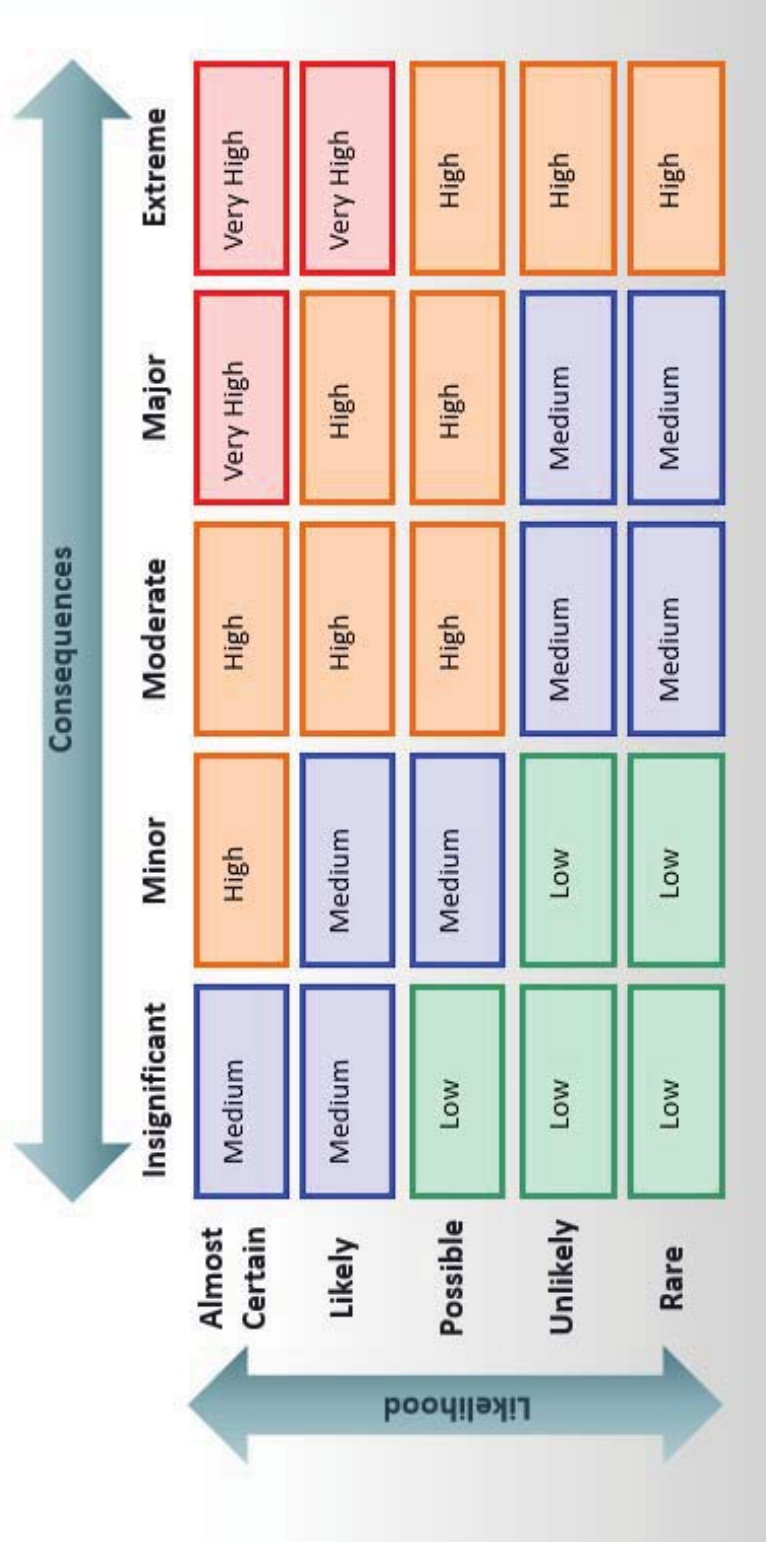 Consequences
Insignificant Minor Moderate Major Extreme
Likelihood
Almost
Certain
Medium High High Very High Very High
Likely Medium Medium High High Very High
Possible Low Medium High High High
Unlikely Low Low Medium Medium High
Rare Low Low Medium Medium High